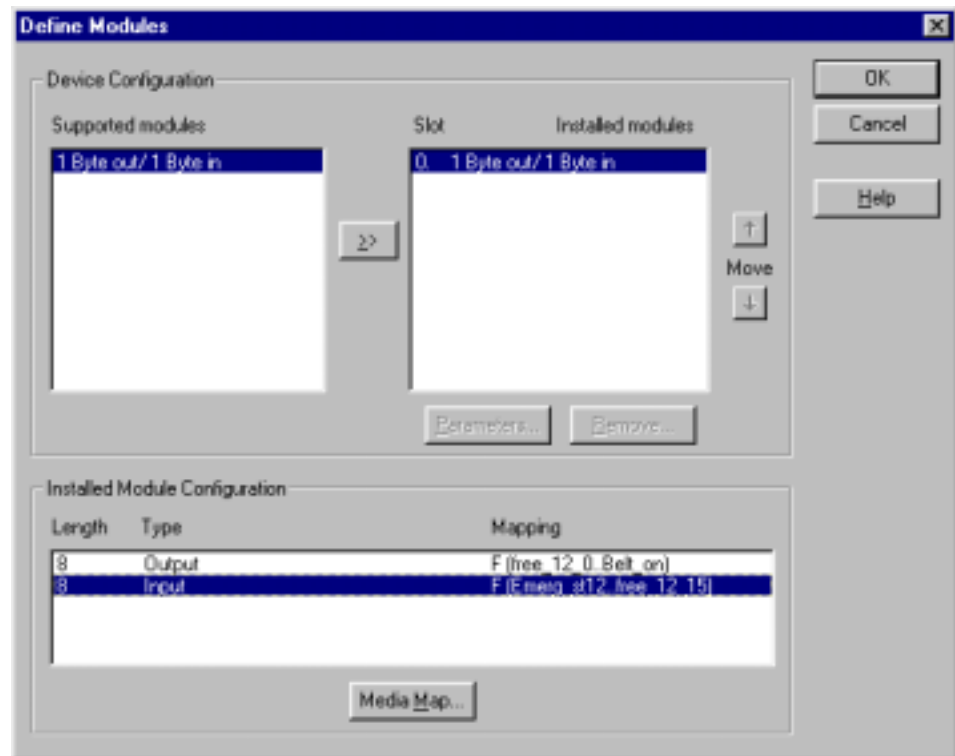 Define Modules
Device Configuration
OK
Supported modules Slot Installed modules
Cancel
1 Byte out/ 1 Byte in 0. 1 Byte out/ 1 Byte in
Help
>>
↑
Move
↓
Parameters... Remove...
Installed Module Configuration
Length Type Mapping
8 Output F (free_12_0..Belt_on)
8 Input F (Emerg_st12..free_12_15)
Media Map...